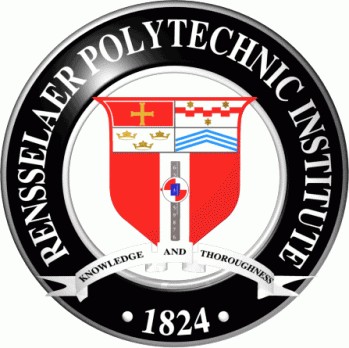 RENSSELAER POLYTECHNIC INSTITUTE
KNOWLEDGE AND THOROUGHNESS
• 1824 •